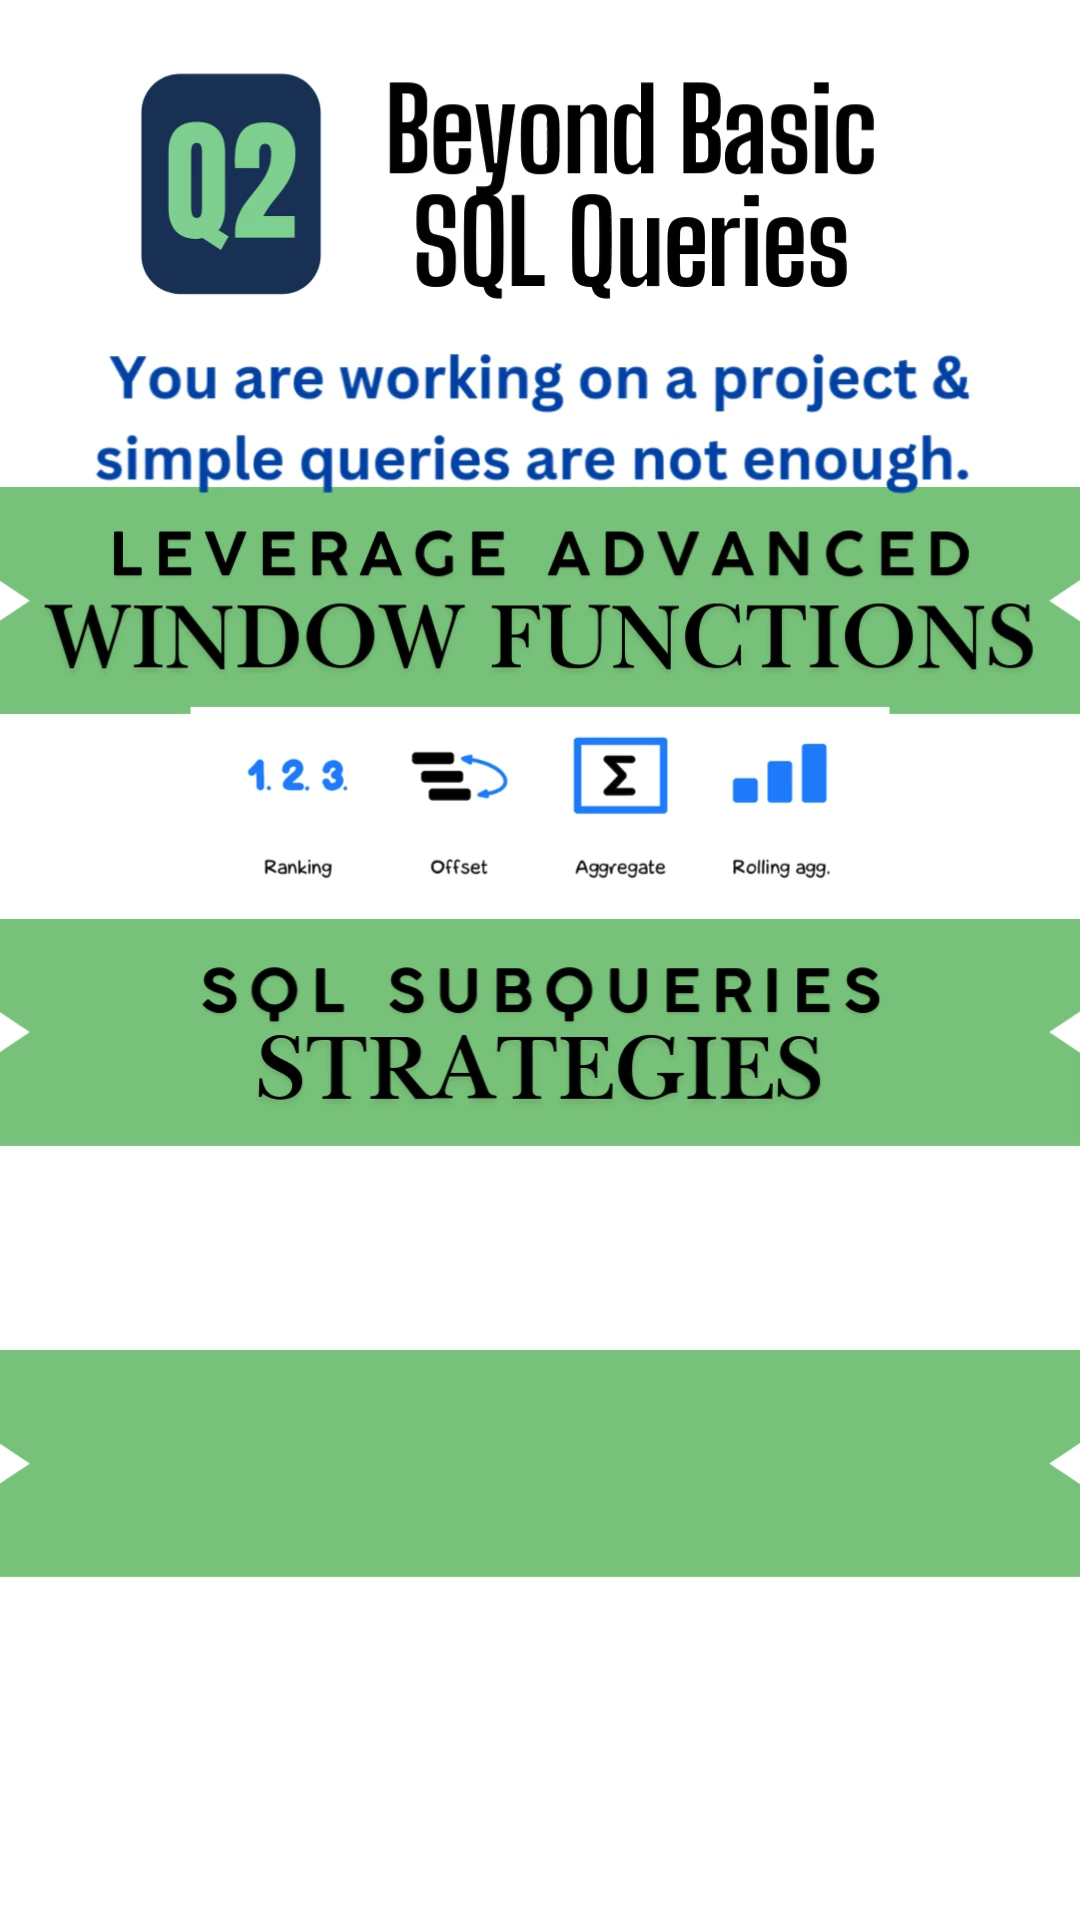 Q2
Beyond Basic
SQL Queries
You are working on a project &
simple queries are not enough.
LEVERAGE ADVANCED
WINDOW FUNCTIONS
1. 2. 3.
Σ
Ranking Offset Aggregate Rolling agg.
SQL SUBQUERIES
STRATEGIES